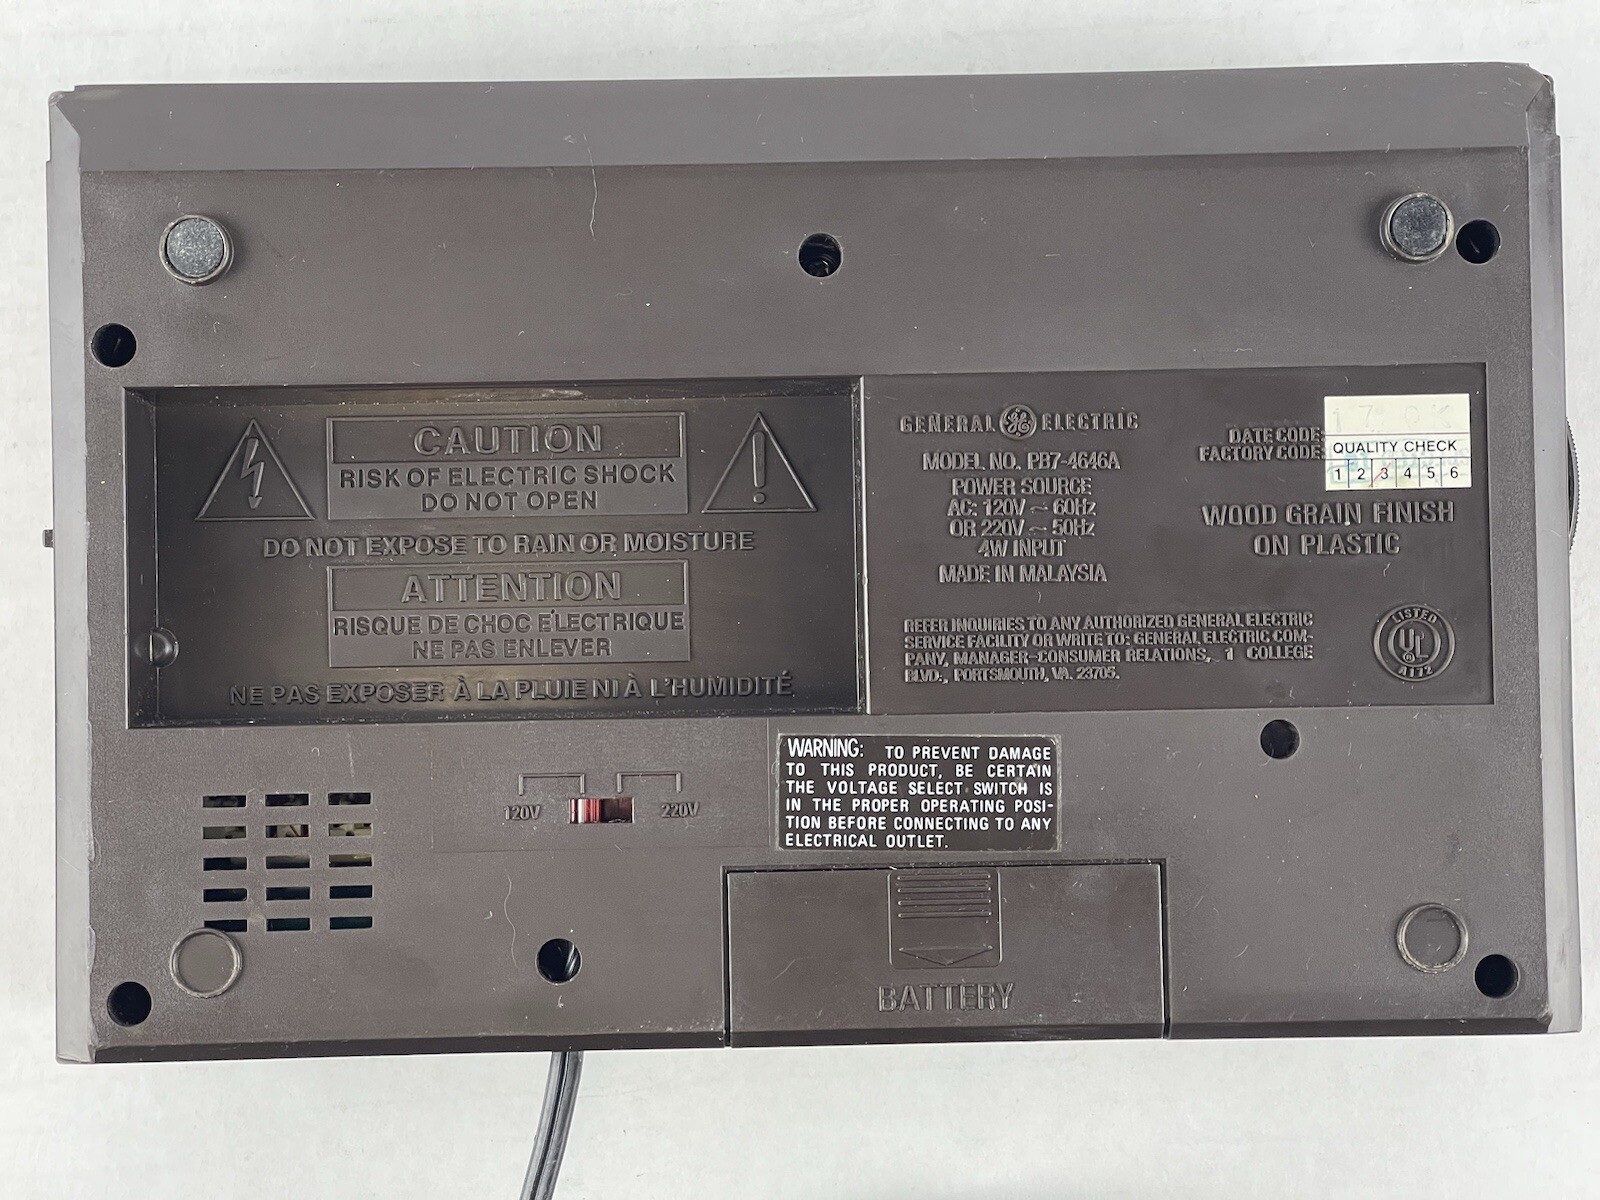 CAUTION
RISK OF ELECTRIC SHOCK
DO NOT OPEN
DO NOT EXPOSE TO RAIN OR MOISTURE
ATTENTION
RISQUE DE CHOC ÉLECTRIQUE
NE PAS ENLEVER
NE PAS EXPOSER À LA PLUIE NI À L'HUMIDITÉ
GENERAL GE ELECTRIC
MODEL NO. PB7-4646A
POWER SOURCE
AC: 120V ~ 60Hz
OR 220V ~ 50Hz
4W INPUT
MADE IN MALAYSIA
DATE CODE:
FACTORY CODE:
QUALITY CHECK
1 2 3 4 5 6
WOOD GRAIN FINISH
ON PLASTIC
REFER INQUIRIES TO ANY AUTHORIZED GENERAL ELECTRIC
SERVICE FACILITY OR WRITE TO: GENERAL ELECTRIC COM-
PANY, MANAGER-CONSUMER RELATIONS, 1 COLLEGE
BLVD., PORTSMOUTH, VA. 23705.
LISTED
UL
®
A172
120V 220V
WARNING: TO PREVENT DAMAGE
TO THIS PRODUCT, BE CERTAIN
THE VOLTAGE SELECT SWITCH IS
IN THE PROPER OPERATING POSI-
TION BEFORE CONNECTING TO ANY
ELECTRICAL OUTLET.
BATTERY